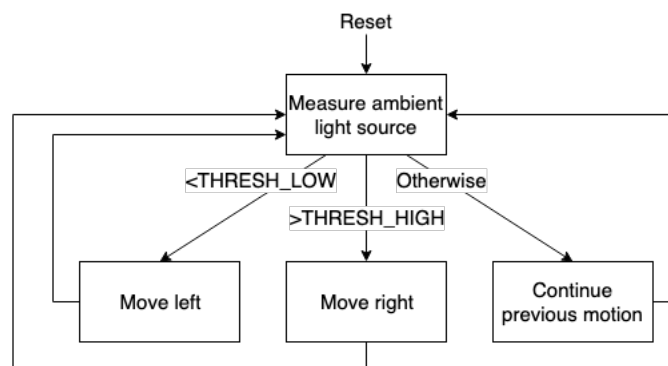 Reset
Measure ambient
light source
<THRESH_LOW
Otherwise
>THRESH_HIGH
Move left
Move right
Continue
previous motion